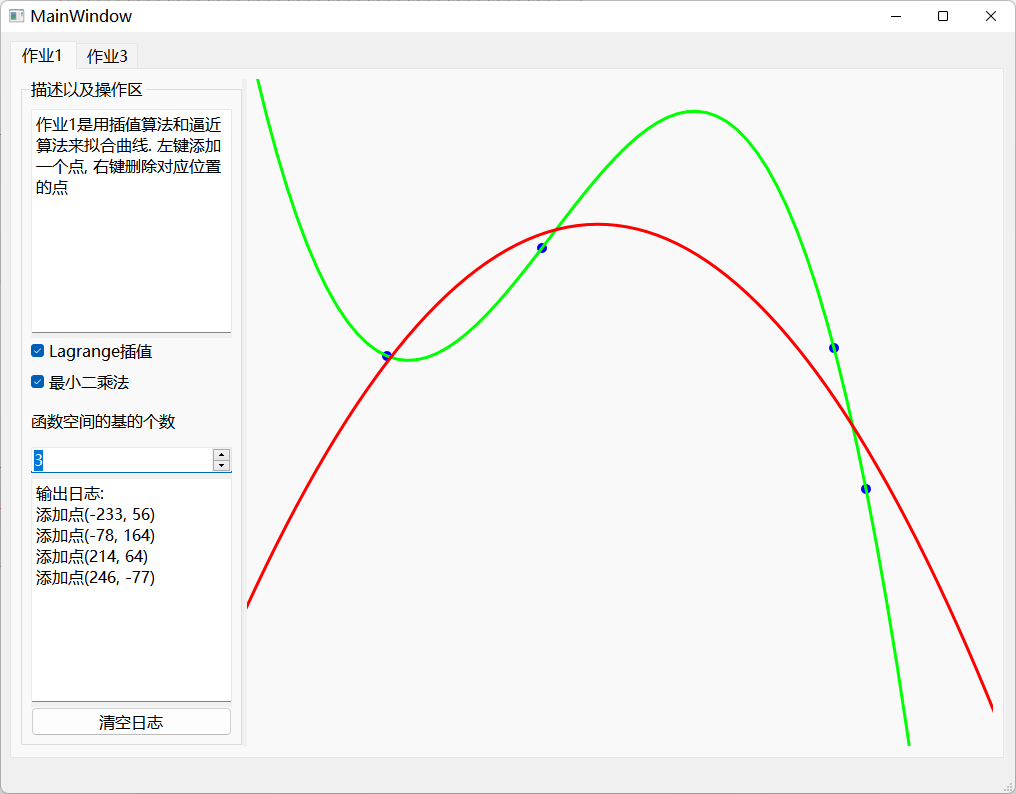 MainWindow
作业1
作业3
描述以及操作区
作业1是用插值算法和逼近
算法来拟合曲线. 左键添加
一个点, 右键删除对应位置
的点
Lagrange插值
最小二乘法
函数空间的基的个数
3
输出日志:
添加点(-233, 56)
添加点(-78, 164)
添加点(214, 64)
添加点(246, -77)
清空日志